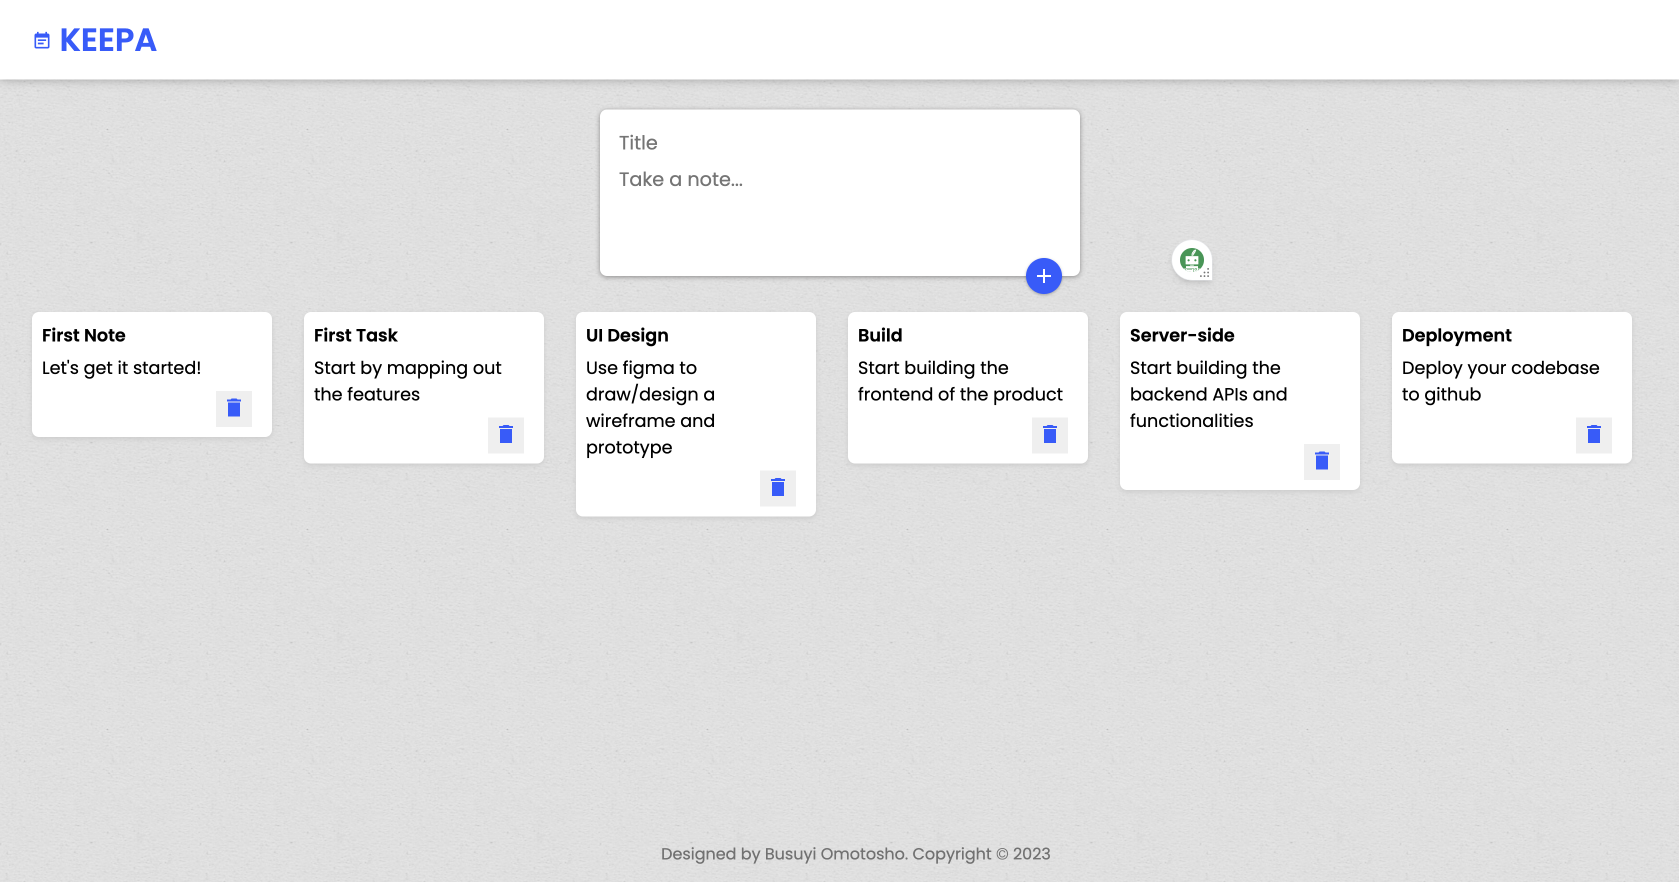 KEEPA
Title
Take a note...
First Note
Let's get it started!
First Task
Start by mapping out
the features
UI Design
Use figma to
draw/design a
wireframe and
prototype
Build
Start building the
frontend of the product
Server-side
Start building the
backend APIs and
functionalities
Deployment
Deploy your codebase
to github
Designed by Busuyi Omotosho. Copyright © 2023